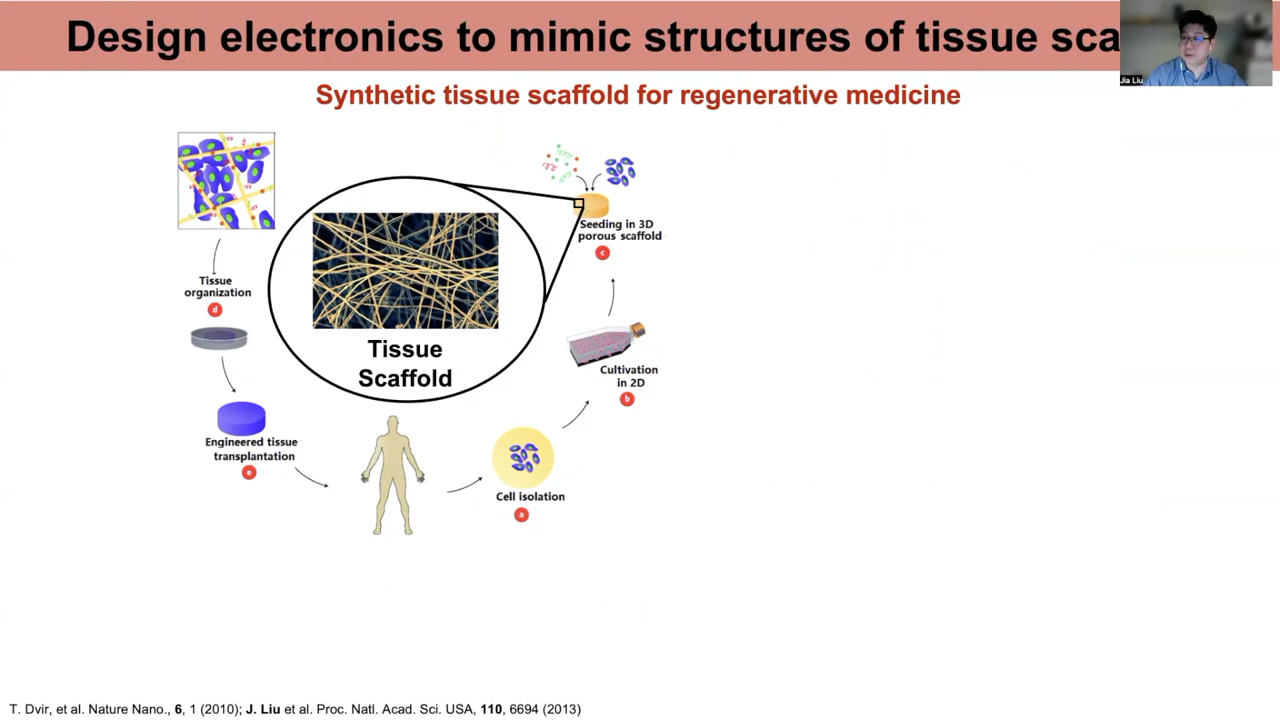 Design electronics to mimic structures of tissue sca
Jia Liu
Synthetic tissue scaffold for regenerative medicine
Seeding in 3D
porous scaffold
c
Tissue
organization
d
Tissue
Scaffold
Cultivation
in 2D
b
Engineered tissue
transplantation
e
Cell isolation
a
T. Dvir, et al. Nature Nano., 6, 1 (2010); J. Liu et al. Proc. Natl. Acad. Sci. USA, 110, 6694 (2013)